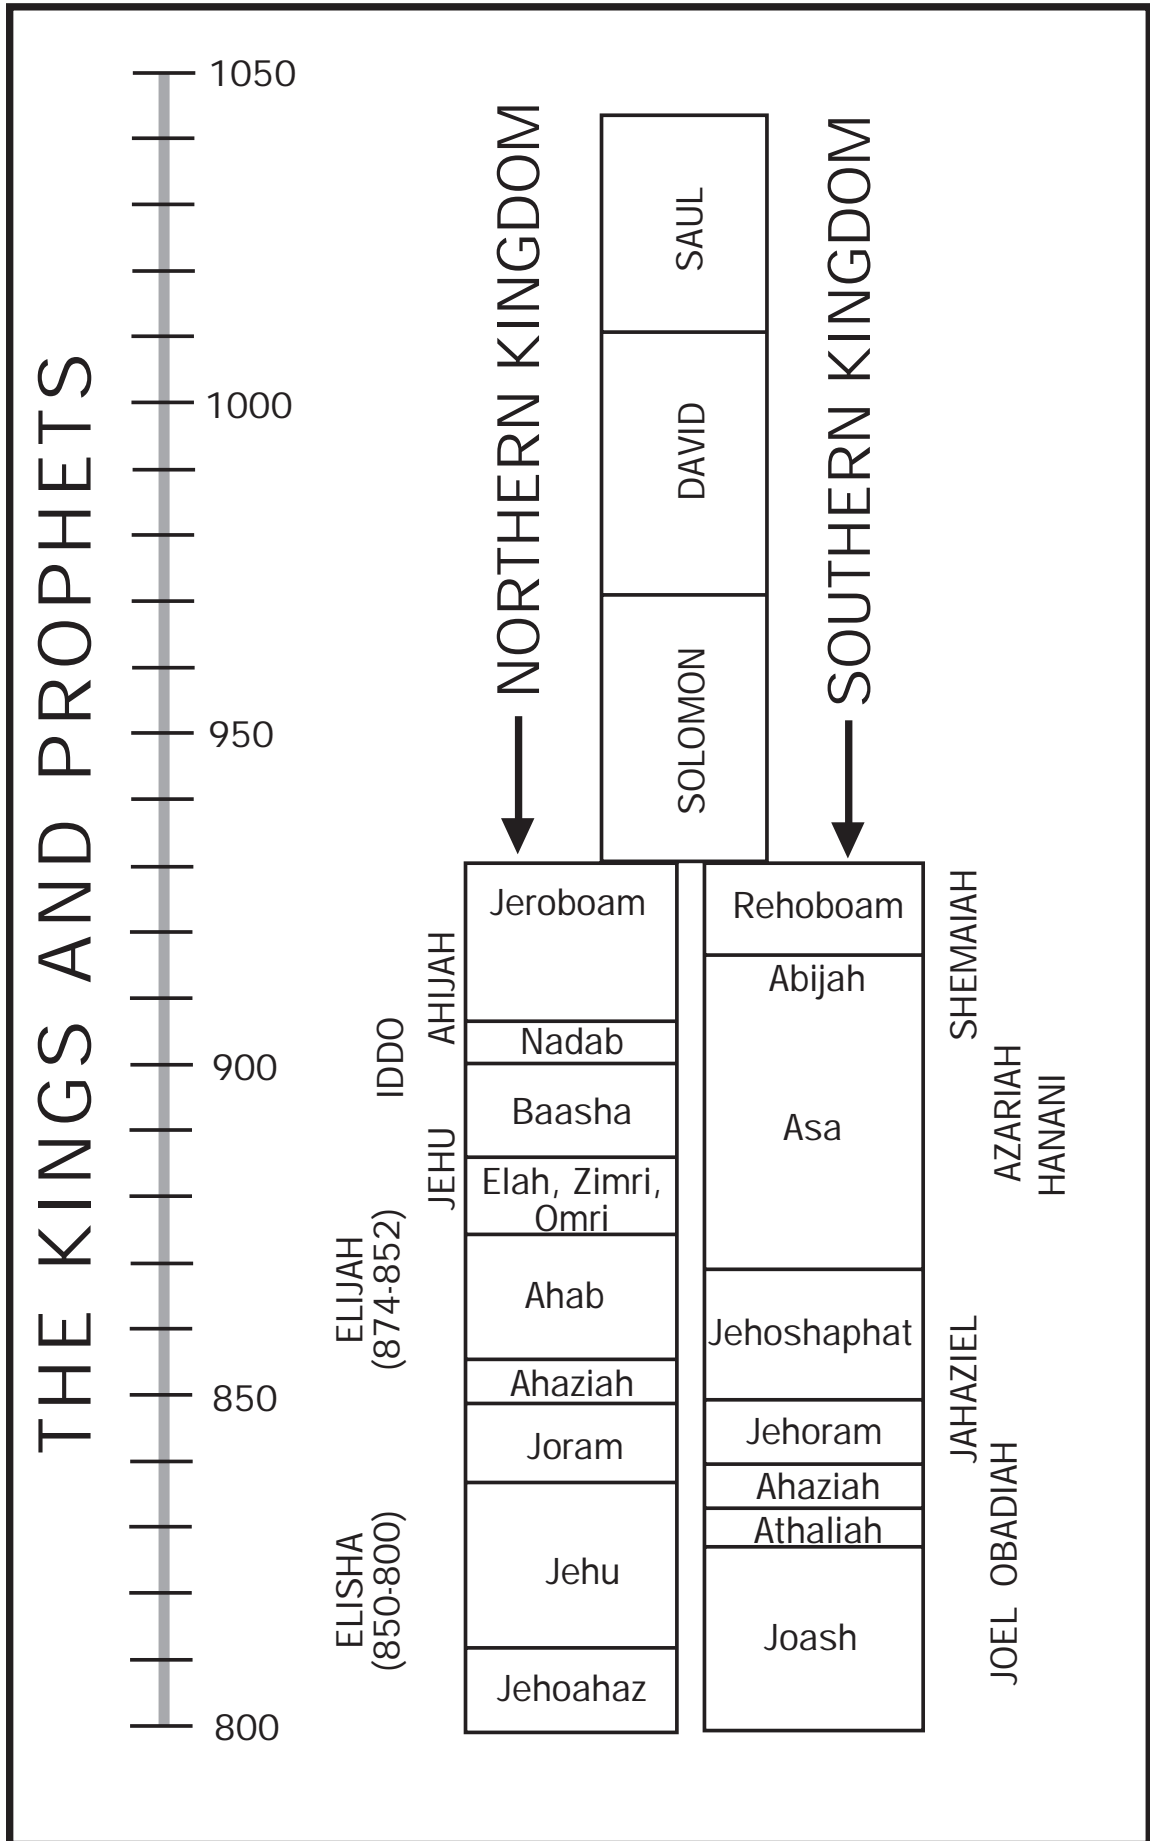 THE KINGS AND PROPHETS
1050
1000
950
900
850
800
NORTHERN KINGDOM
SOUTHERN KINGDOM
SAUL
DAVID
SOLOMON
Jeroboam
Nadab
Baasha
Elah, Zimri,
Omri
Ahab
Ahaziah
Joram
Jehu
Jehoahaz
Rehoboam
Abijah
Asa
Jehoshaphat
Jehoram
Ahaziah
Athaliah
Joash
AHIJAH
IDDO
JEHU
ELIJAH
(874-852)
ELISHA
(850-800)
SHEMAIAH
AZARIAH
HANANI
JAHAZIEL
OBADIAH
JOEL